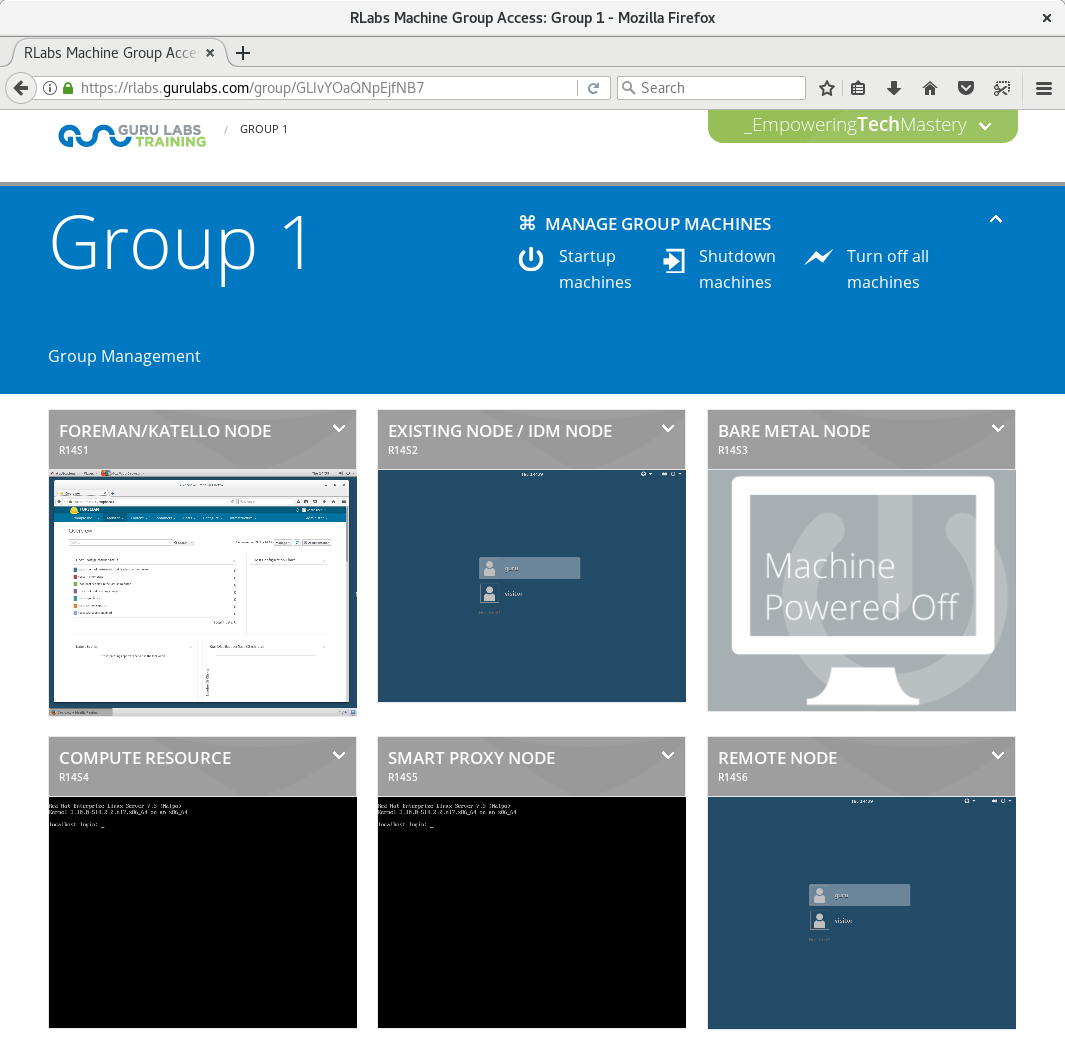 RLabs Machine Group Access: Group 1 - Mozilla Firefox
RLabs Machine Group Acce
https://rlabs.gurulabs.com/group/GLlvYOaQNpEjfNB7
Search
GURU LABS
TRAINING
/ GROUP 1
_EmpoweringTechMastery
Group 1
MANAGE GROUP MACHINES
Startup machines
Shutdown machines
Turn off all machines
Group Management
FOREMAN/KATELLO NODE
R14S1
EXISTING NODE / IDM NODE
R14S2
BARE METAL NODE
R14S3
FOREMAN
Overview
guru
visitor
Machine
Powered Off
COMPUTE RESOURCE
R14S4
SMART PROXY NODE
R14S5
REMOTE NODE
R14S6
Red Hat Enterprise Linux Server 7.3 (Maipo)
Kernel 3.10.0-514.2.2.el7.x86_64 on an x86_64
localhost login: _
Red Hat Enterprise Linux Server 7.3 (Maipo)
Kernel 3.10.0-514.2.2.el7.x86_64 on an x86_64
localhost login: _
guru
visitor